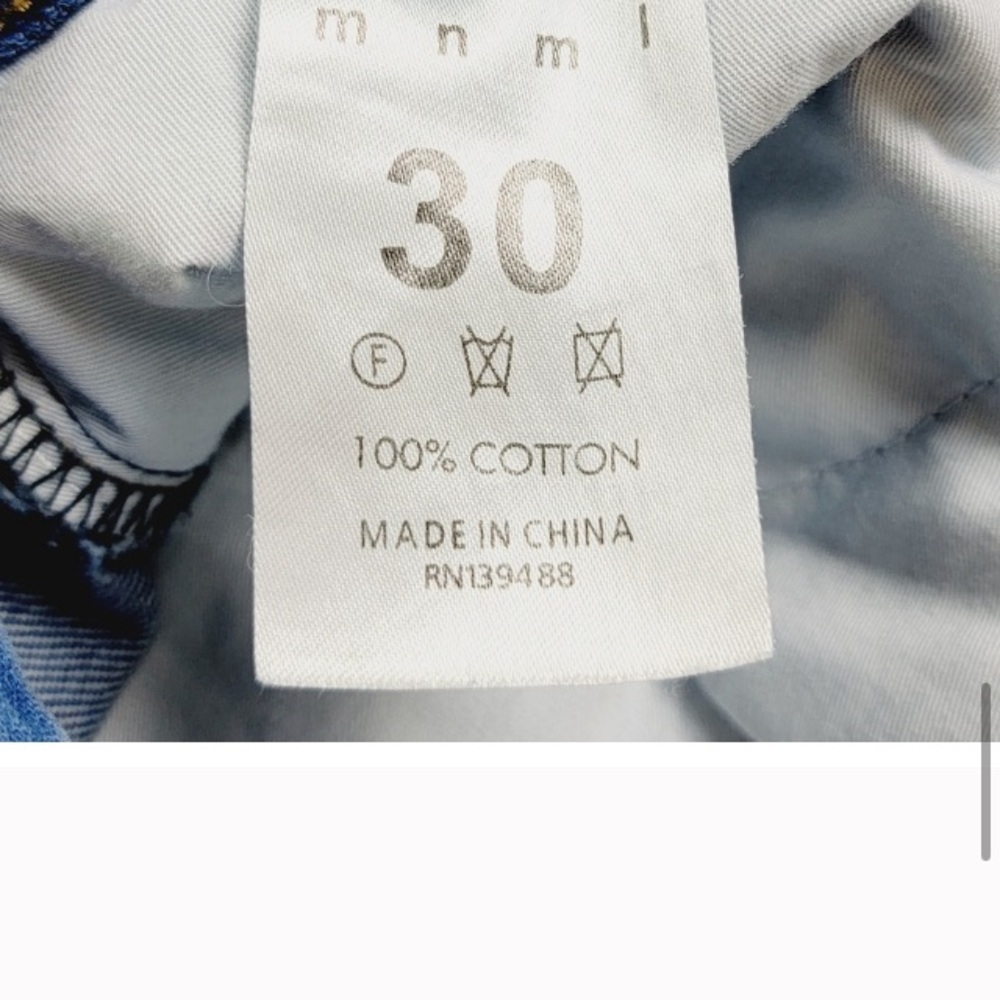 m n m l
30
F
100% COTTON
MADE IN CHINA
RN139488